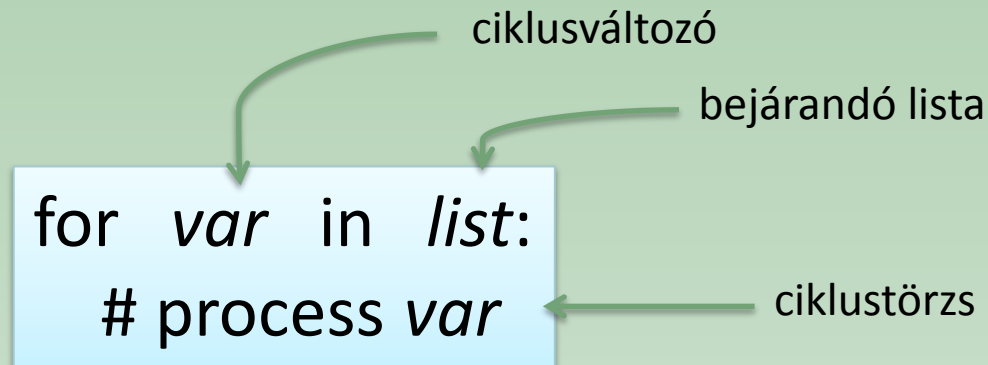 ciklusváltozó
bejárandó lista
for var in list:
# process var
ciklustörzs